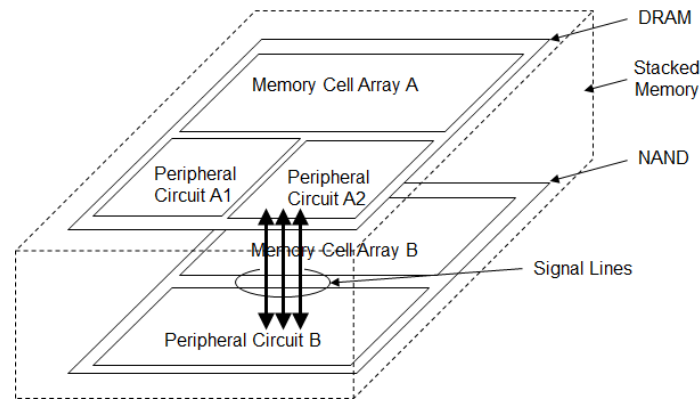 DRAM
Stacked
Memory
Memory Cell Array A
NAND
Peripheral
Circuit A1
Peripheral
Circuit A2
Memory Cell Array B
Signal Lines
Peripheral Circuit B